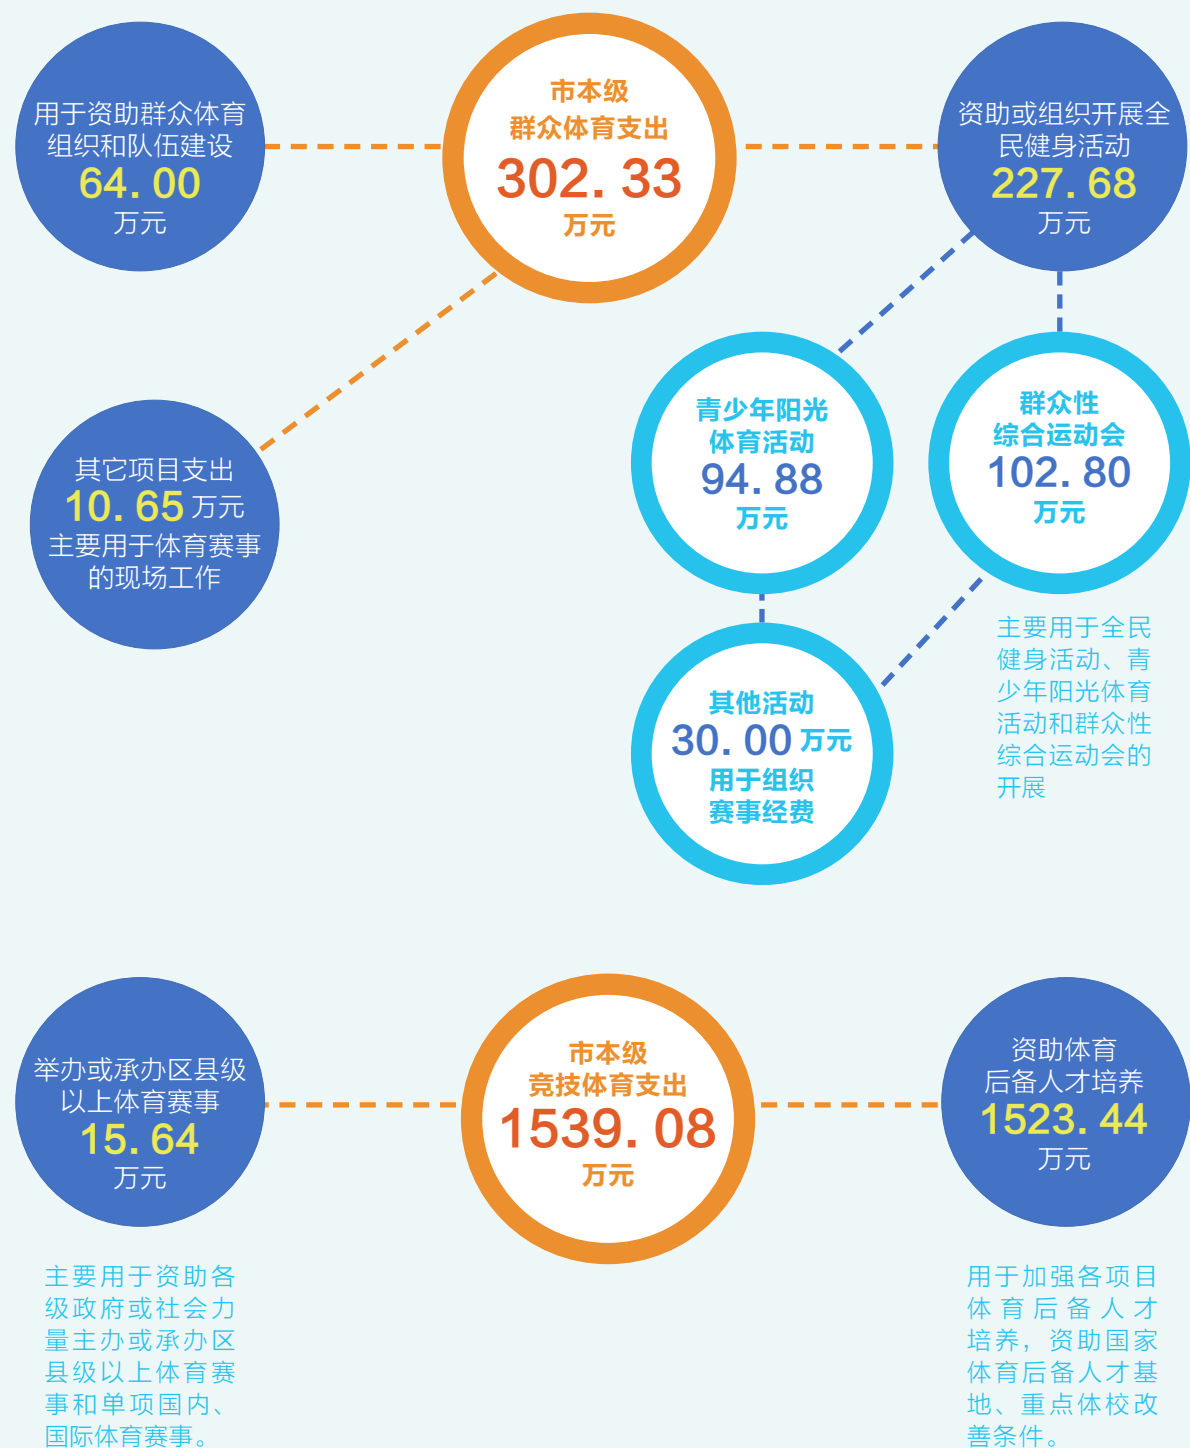 用于资助群众体育
组织和队伍建设
64.00
万元
市本级
群众体育支出
302.33
万元
资助或组织开展全
民健身活动
227.68
万元
其它项目支出
10.65万元
主要用于体育赛事
的现场工作
青少年阳光
体育活动
94.88
万元
群众性
综合运动会
102.80
万元
其他活动
30.00万元
用于组织
赛事经费
主要用于全民
健身活动、青
少年阳光体育
活动和群众性
综合运动会的
开展
举办或承办区县级
以上体育赛事
15.64
万元
市本级
竞技体育支出
1539.08
万元
资助体育
后备人才培养
1523.44
万元
主要用于资助各
级政府或社会力
量主办或承办区
县级以上体育赛
事和单项国内、
国际体育赛事。
用于加强各项目
体育后备人才
培养，资助国家
体育后备人才基
地、重点体校改
善条件。